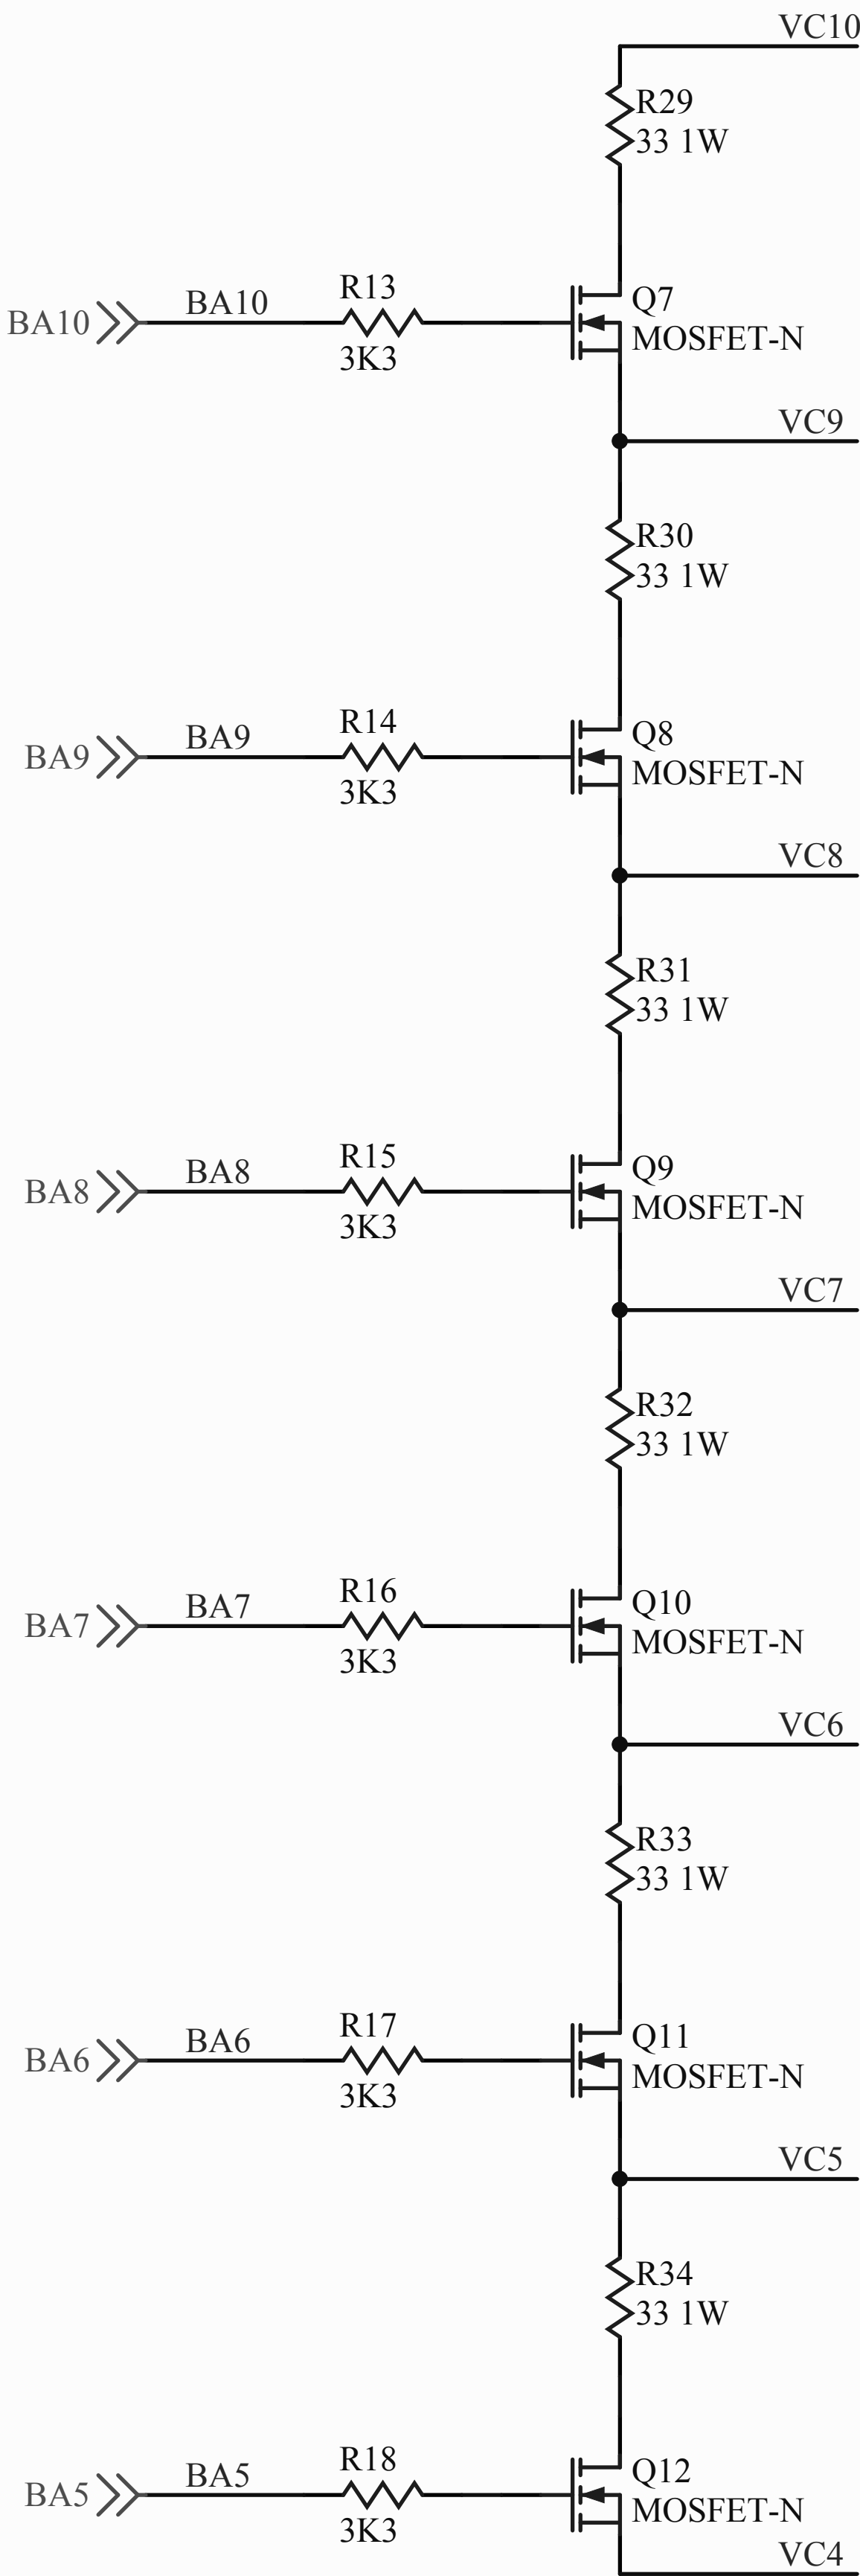 VC10
R29
33 1W
R13
BA10
BA10
3K3
Q7
MOSFET-N
VC9
R30
33 1W
R14
BA9
BA9
3K3
Q8
MOSFET-N
VC8
R31
33 1W
R15
BA8
BA8
3K3
Q9
MOSFET-N
VC7
R32
33 1W
R16
BA7
BA7
3K3
Q10
MOSFET-N
VC6
R33
33 1W
R17
BA6
BA6
3K3
Q11
MOSFET-N
VC5
R34
33 1W
R18
BA5
BA5
3K3
Q12
MOSFET-N
VC4